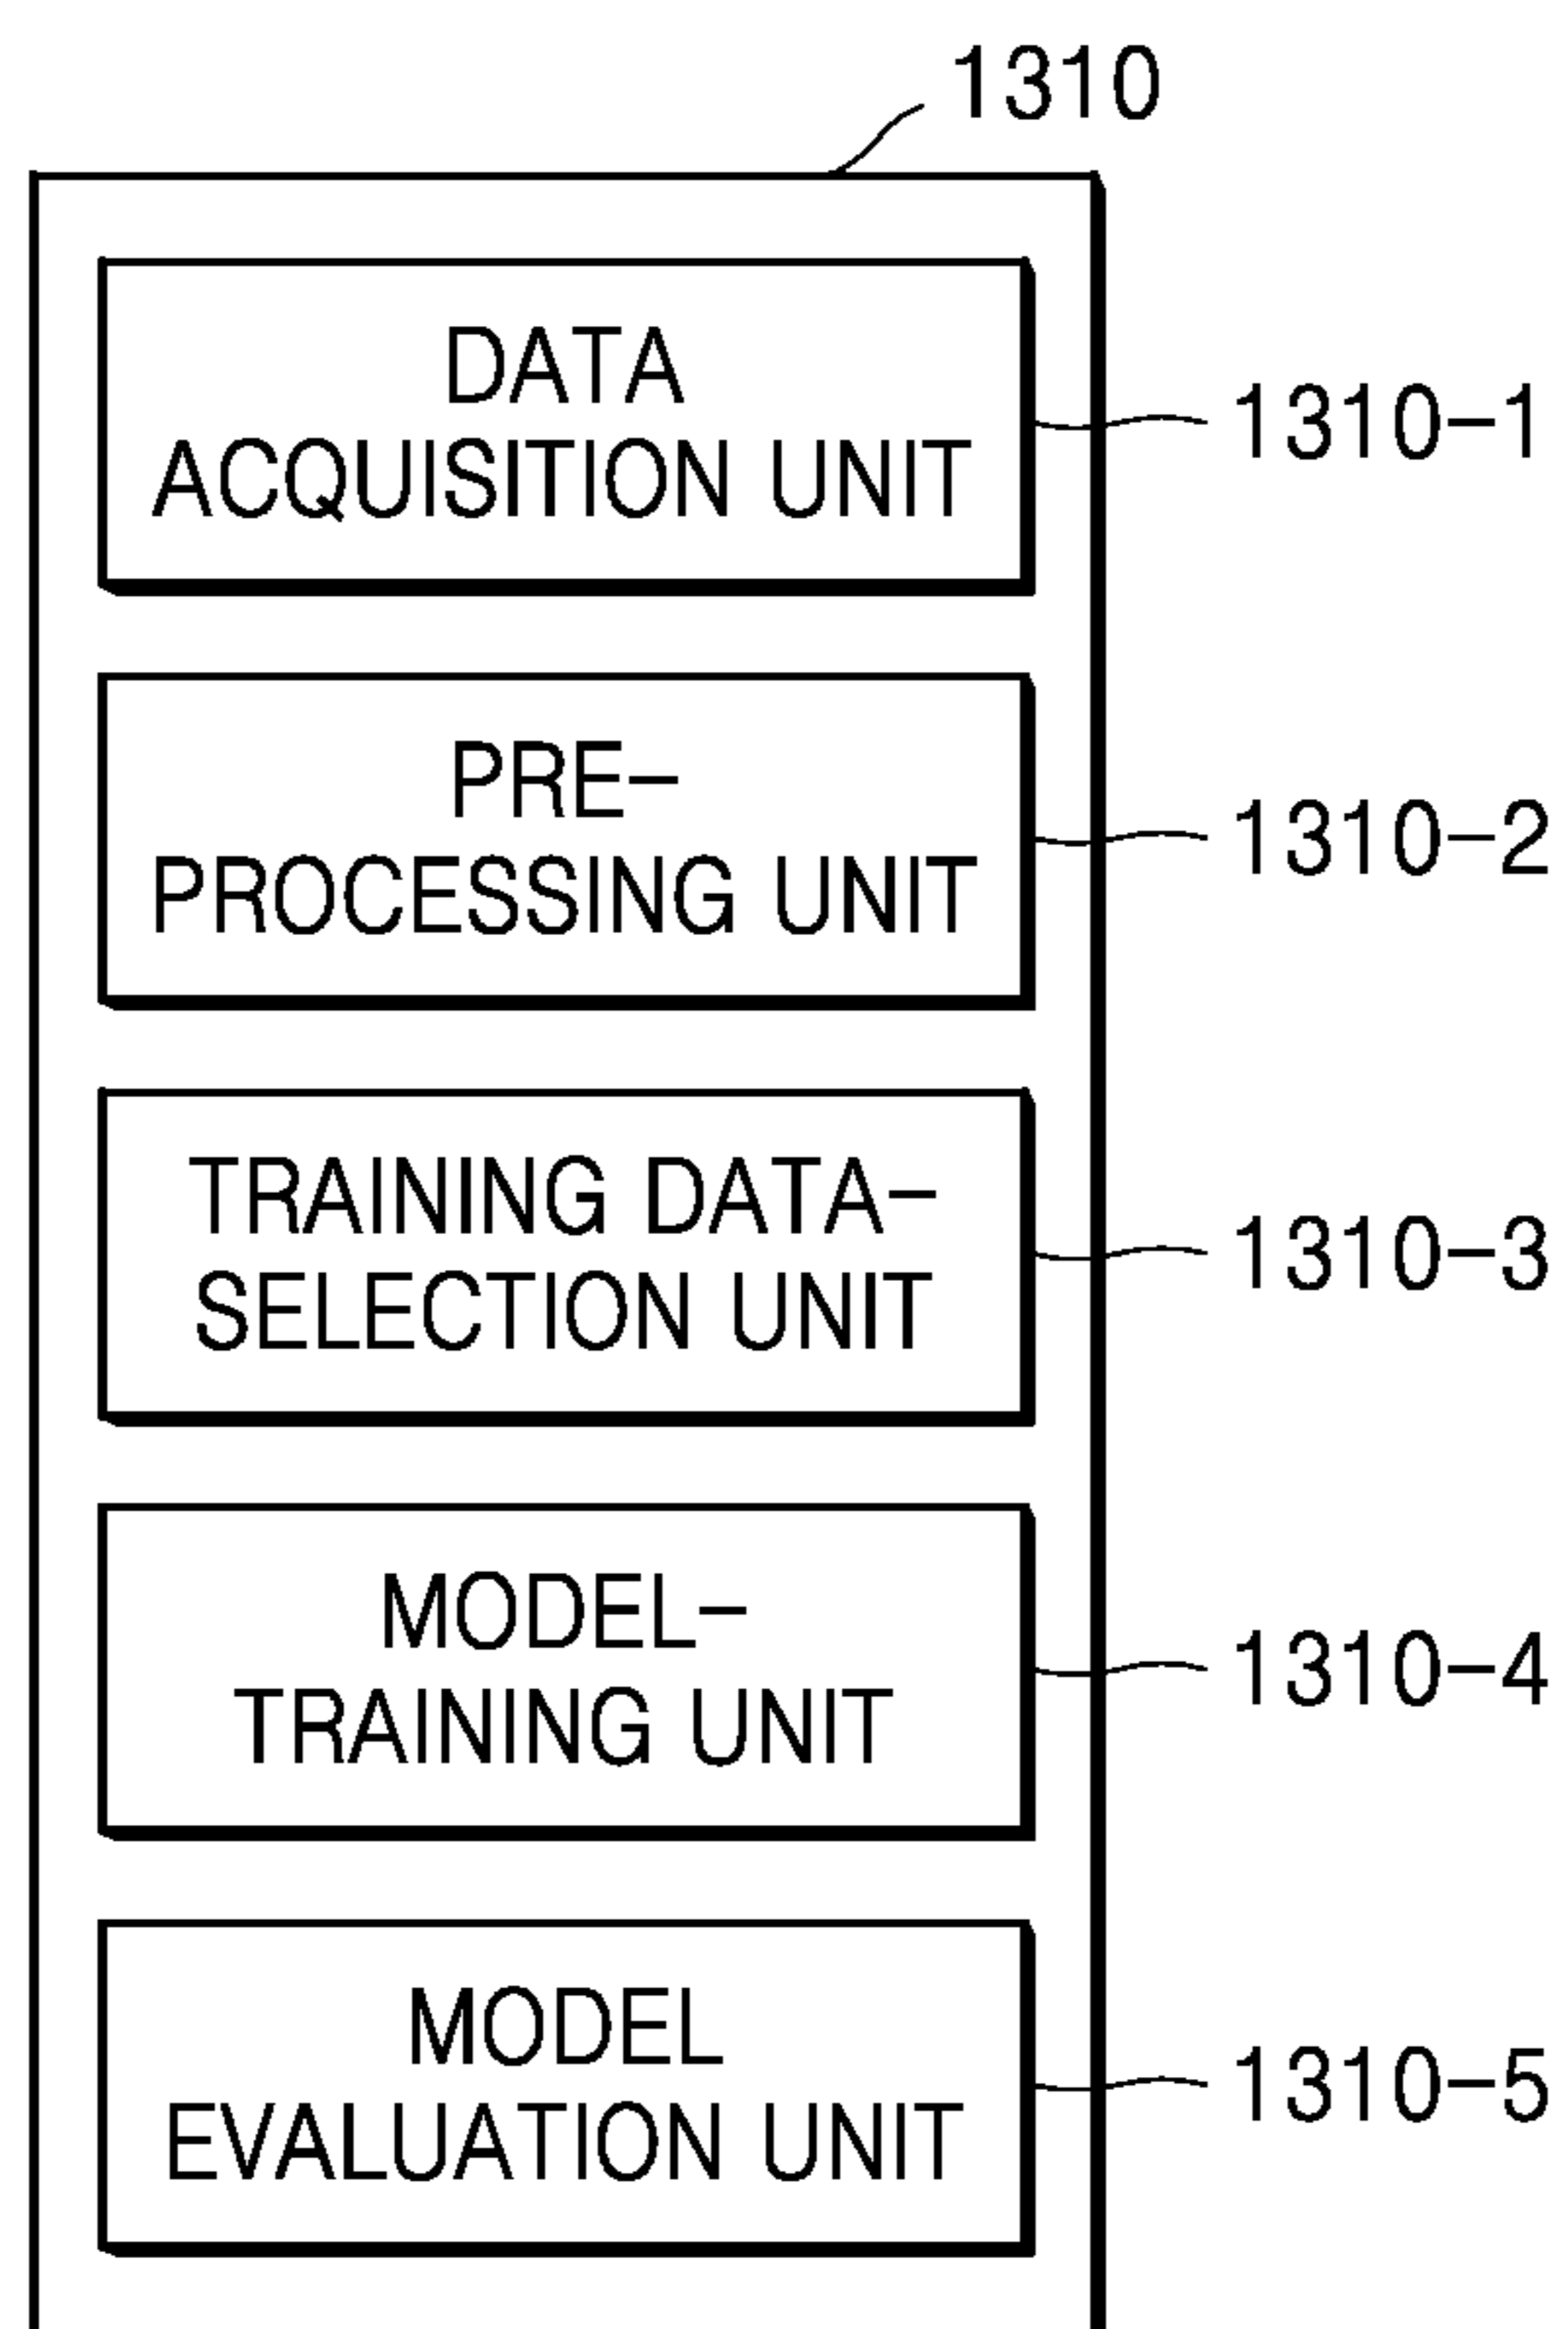 1310
DATA
ACQUISITION UNIT
1310-1
PRE-
PROCESSING UNIT
1310-2
TRAINING DATA-
SELECTION UNIT
1310-3
MODEL-
TRAINING UNIT
1310-4
MODEL
EVALUATION UNIT
1310-5